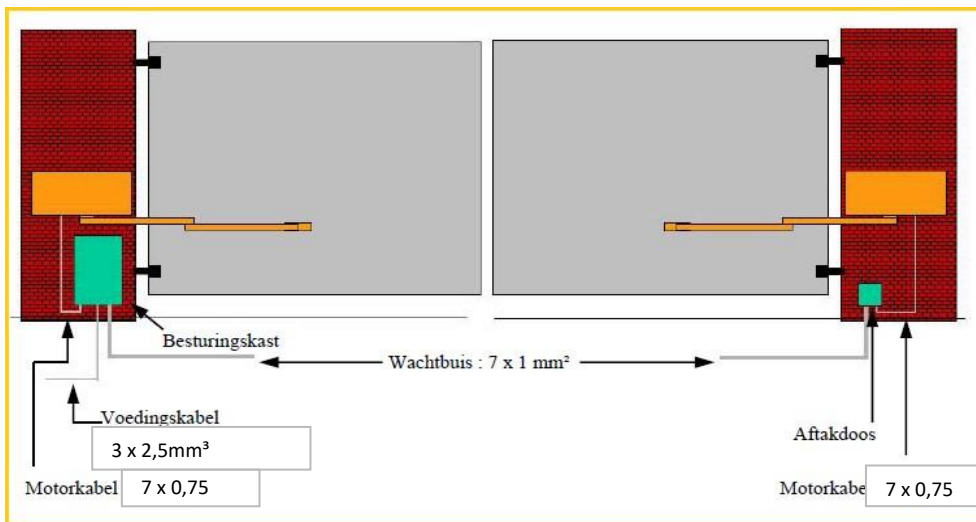 Besturingskast
Wachtbuis : 7 x 1 mm²
Voedingskabel
3 x 2,5mm³
Aftakdoos
Motorkabel
7 x 0,75
Motorkabe
7 x 0,75